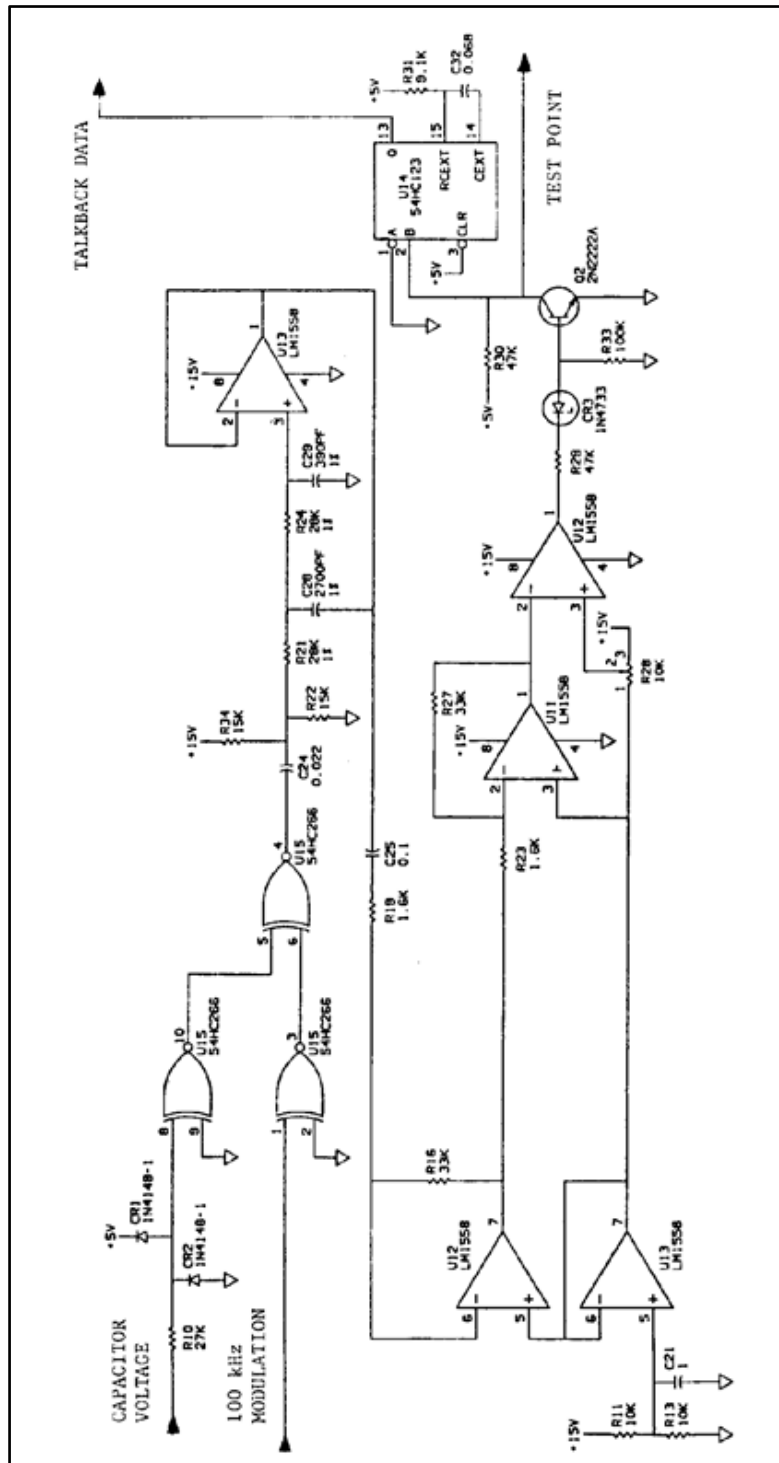 TALKBACK DATA
+5V
R31
9.1K
C32
0.068
13
15
14
Q
RCEXT
CEXT
U14
54HC123
A
B
CLR
1
2
3
+5V
TEST POINT
+15V
8
U13
LM1558
1
2
3
4
-
+
R30
47K
+5V
Q2
2N2222A
R33
100K
CR3
1N4733
R29
47K
C29
390PF
1%
R24
28K
1%
C28
2700PF
1%
R21
28K
1%
R22
15K
+15V
R34
15K
C24
0.022
+15V
8
1
U12
LM1558
4
2
3
-
+
+15V
2
3
1
R28
10K
R27
33K
1
U11
LM1558
+15V
8
4
2
3
-
+
R23
1.6K
C25
0.1
R19
1.6K
4
U15
54HC266
5
6
10
U15
54HC266
8
9
3
U15
54HC266
1
2
+5V
CR1
1N4148-1
CR2
1N4148-1
R10
27K
CAPACITOR
VOLTAGE
100 kHz
MODULATION
R16
33K
U12
LM1558
7
6
5
-
+
7
U13
LM1558
6
5
-
+
C21
1
R11
10K
R13
10K
+15V